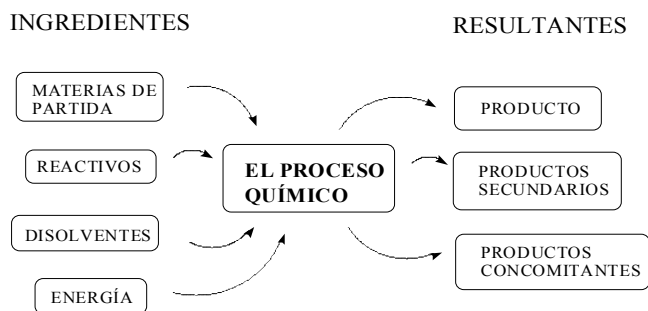 INGREDIENTES
RESULTANTES
MATERIAS DE
PARTIDA
REACTIVOS
DISOLVENTES
ENERGÍA
EL PROCESO
QUÍMICO
PRODUCTO
PRODUCTOS
SECUNDARIOS
PRODUCTOS
CONCOMITANTES